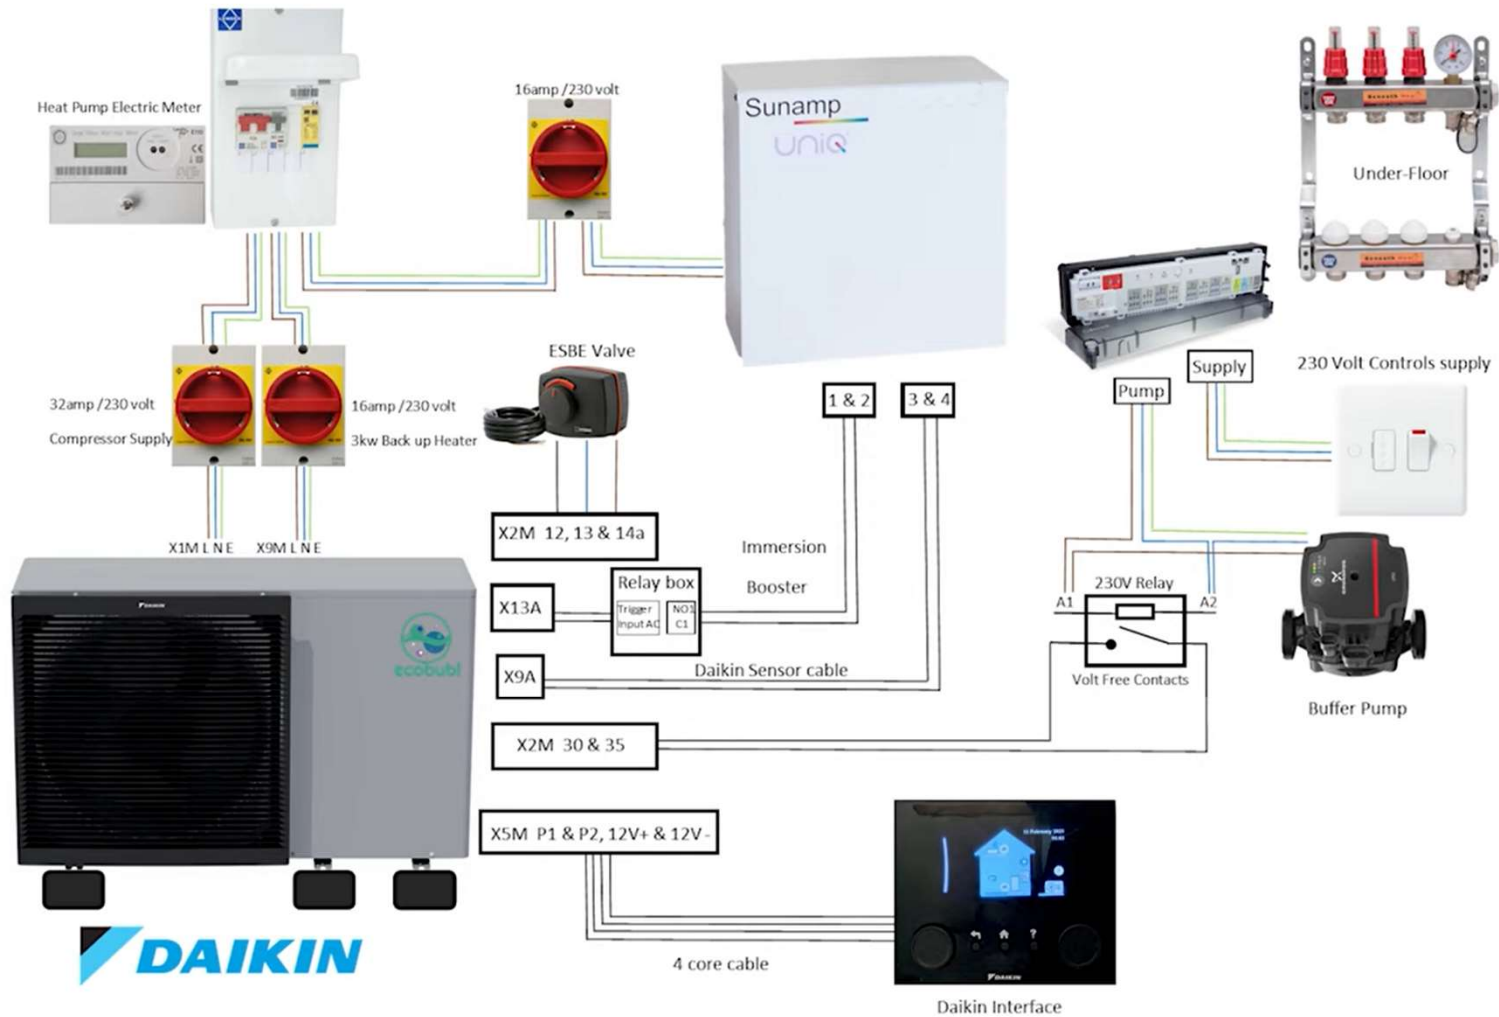 Heat Pump Electric Meter
16amp /230 volt
Sunamp
UniQ
Under-Floor
ESBE Valve
32amp /230 volt
Compressor Supply
16amp /230 volt
3kw Back up Heater
1 & 2
3 & 4
Pump
Supply
230 Volt Controls supply
X1M L N E
X9M L N E
X2M 12, 13 & 14a
Immersion
Booster
X13A
Relay box
Trigger
Input AC
NO1
C1
X9A
Daikin Sensor cable
230V Relay
A1
A2
Volt Free Contacts
Buffer Pump
X2M 30 & 35
X5M P1 & P2, 12V+ & 12V -
4 core cable
DAIKIN
ecobubl
DAIKIN
DAIKIN
Daikin Interface